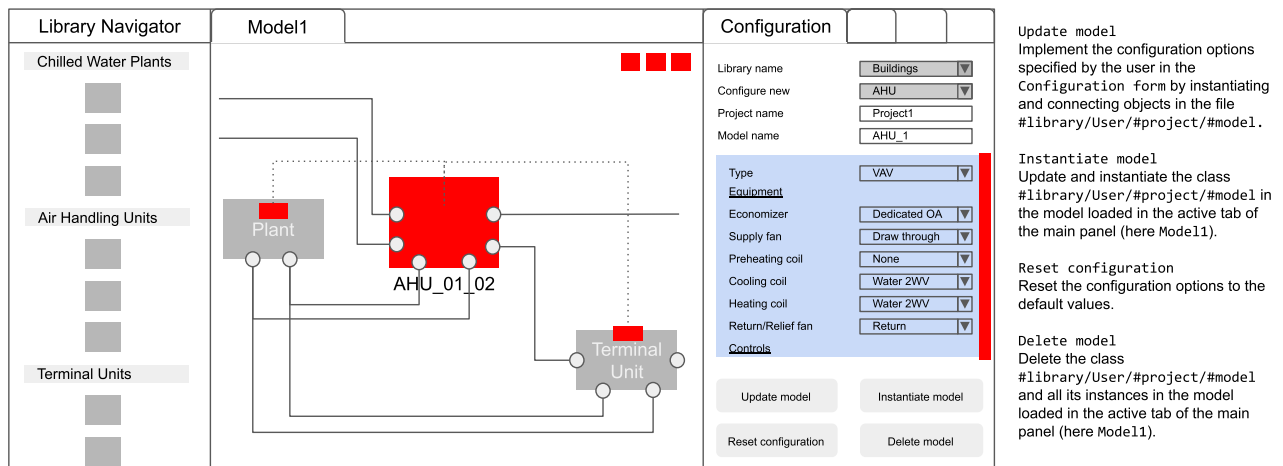 Library Navigator
Chilled Water Plants
Air Handling Units
Terminal Units
Model1
Plant
AHU_01_02
Terminal
Unit
Configuration
Library name Buildings
Configure new AHU
Project name Project1
Model name AHU_1
Type VAV
Equipment
Economizer Dedicated OA
Supply fan Draw through
Preheating coil None
Cooling coil Water 2WV
Heating coil Water 2WV
Return/Relief fan Return
Controls
Update model Instantiate model
Reset configuration Delete model
Update model
Implement the configuration options
specified by the user in the
Configuration form by instantiating
and connecting objects in the file
#library/User/#project/#model.
Instantiate model
Update and instantiate the class
#library/User/#project/#model in
the model loaded in the active tab of
the main panel (here Model1).
Reset configuration
Reset the configuration options to the
default values.
Delete model
Delete the class
#library/User/#project/#model
and all its instances in the model
loaded in the active tab of the main
panel (here Model1).